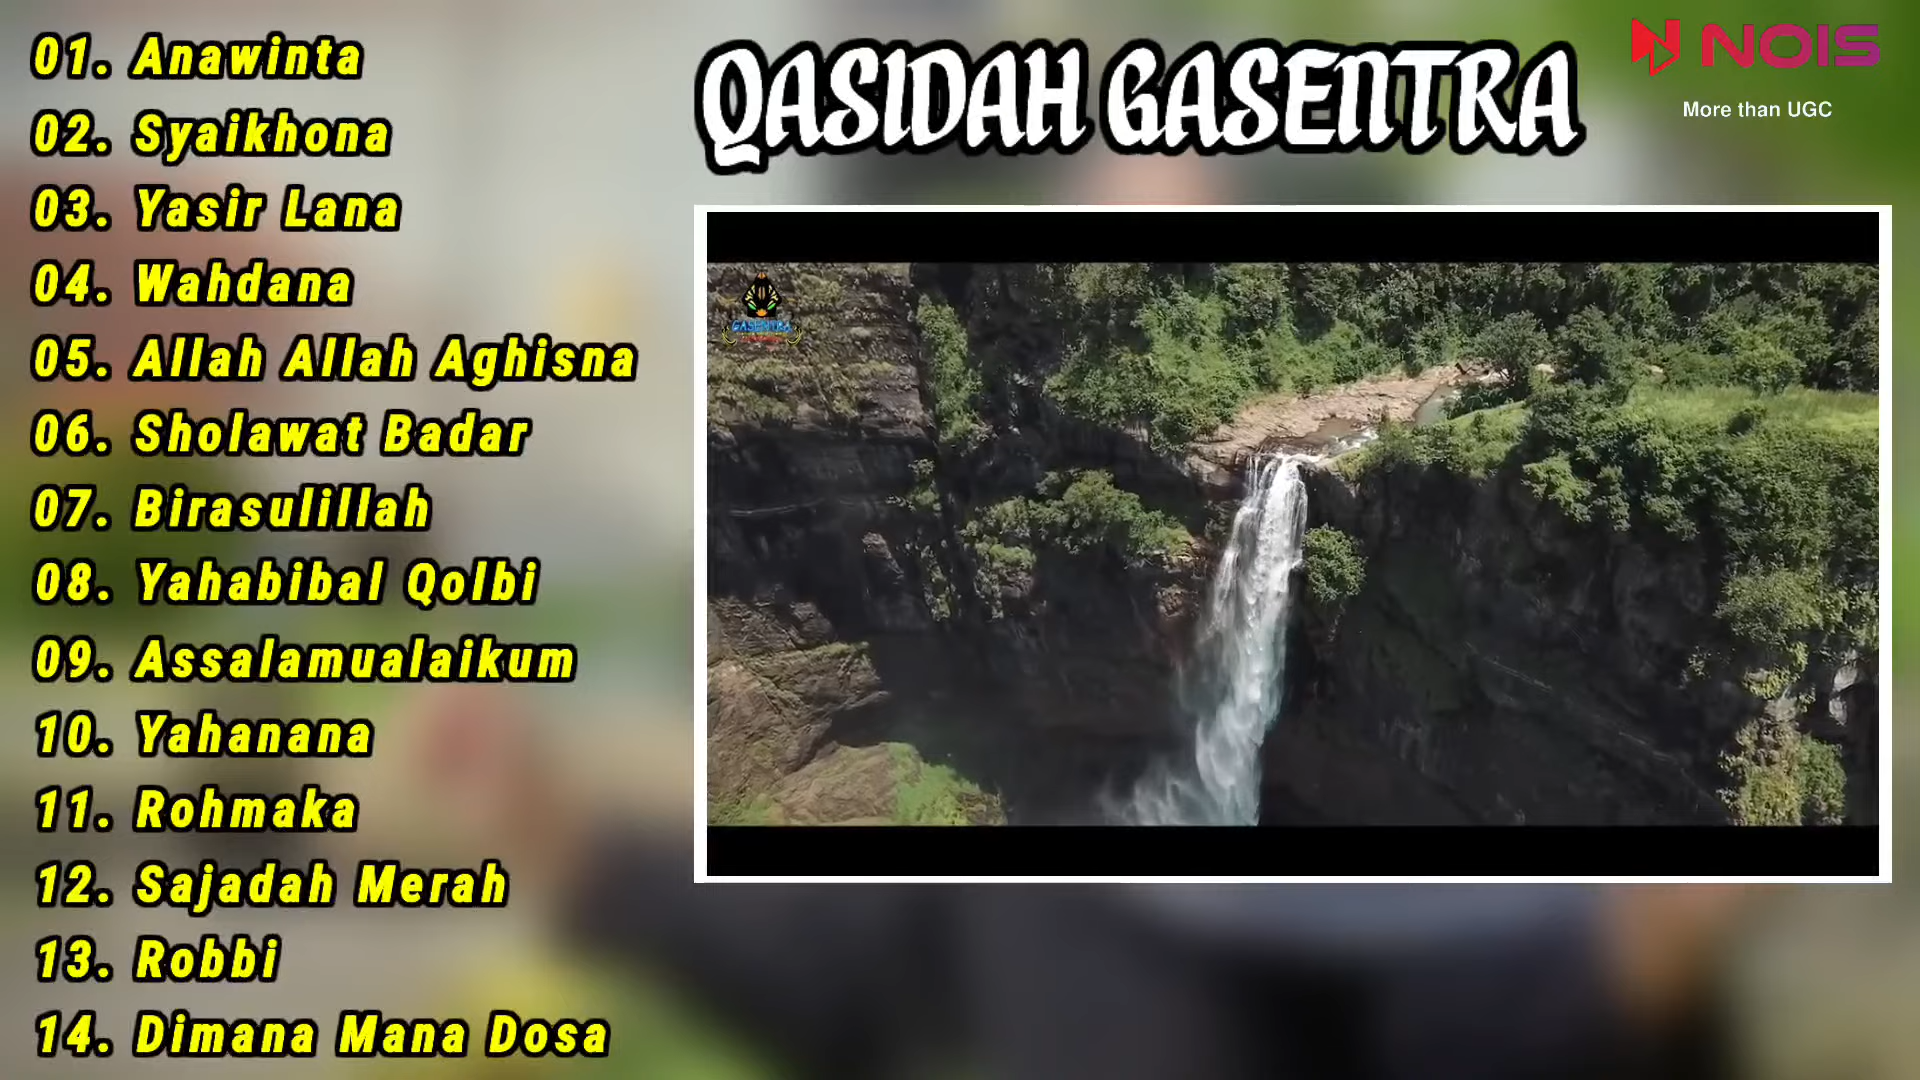 01. Anawinta
02. Syaikhona
03. Yasir Lana
04. Wahdana
05. Allah Allah Aghisna
06. Sholawat Badar
07. Birasulillah
08. Yahabibal Qolbi
09. Assalamualaikum
10. Yahanana
11. Rohmaka
12. Sajadah Merah
13. Robbi
14. Dimana Mana Dosa
QASIDAH GASENTRA
NOIS
More than UGC
GASENTRA